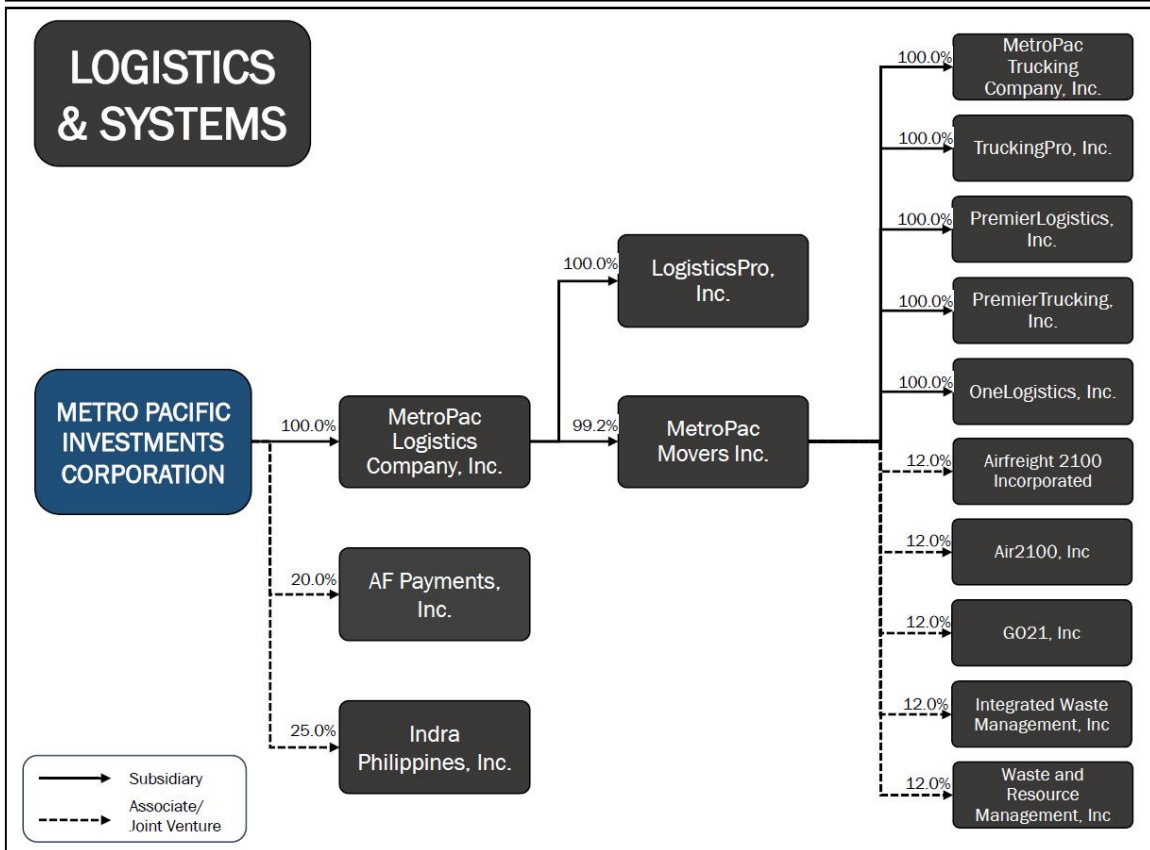 LOGISTICS
& SYSTEMS
METRO PACIFIC
INVESTMENTS
CORPORATION
100.0%
MetroPac
Logistics
Company, Inc.
20.0%
AF Payments,
Inc.
25.0%
Indra
Philippines, Inc.
100.0%
LogisticsPro,
Inc.
99.2%
MetroPac
Movers Inc.
100.0%
MetroPac
Trucking
Company, Inc.
100.0%
TruckingPro, Inc.
100.0%
PremierLogistics,
Inc.
100.0%
PremierTrucking,
Inc.
100.0%
OneLogistics, Inc.
12.0%
Airfreight 2100
Incorporated
12.0%
Air2100, Inc
12.0%
GO21, Inc
12.0%
Integrated Waste
Management, Inc
12.0%
Waste and
Resource
Management, Inc
Subsidiary
Associate/
Joint Venture